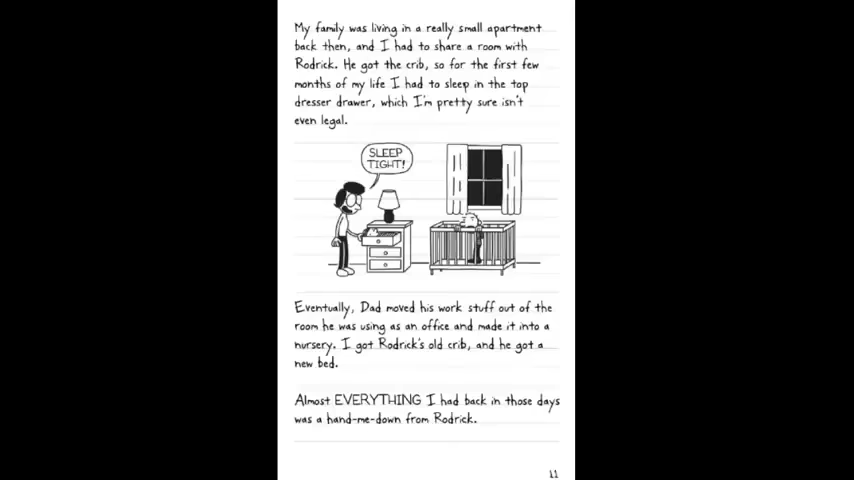 My family was living in a really small apartment
back then, and I had to share a room with
Rodrick. He got the crib, so for the first few
months of my life I had to sleep in the top
dresser drawer, which I'm pretty sure isn't
even legal.
SLEEP
TIGHT!
Eventually, Dad moved his work stuff out of the
room he was using as an office and made it into a
nursery. I got Rodrick's old crib, and he got a
new bed.
Almost EVERYTHING I had back in those days
was a hand-me-down from Rodrick.
11